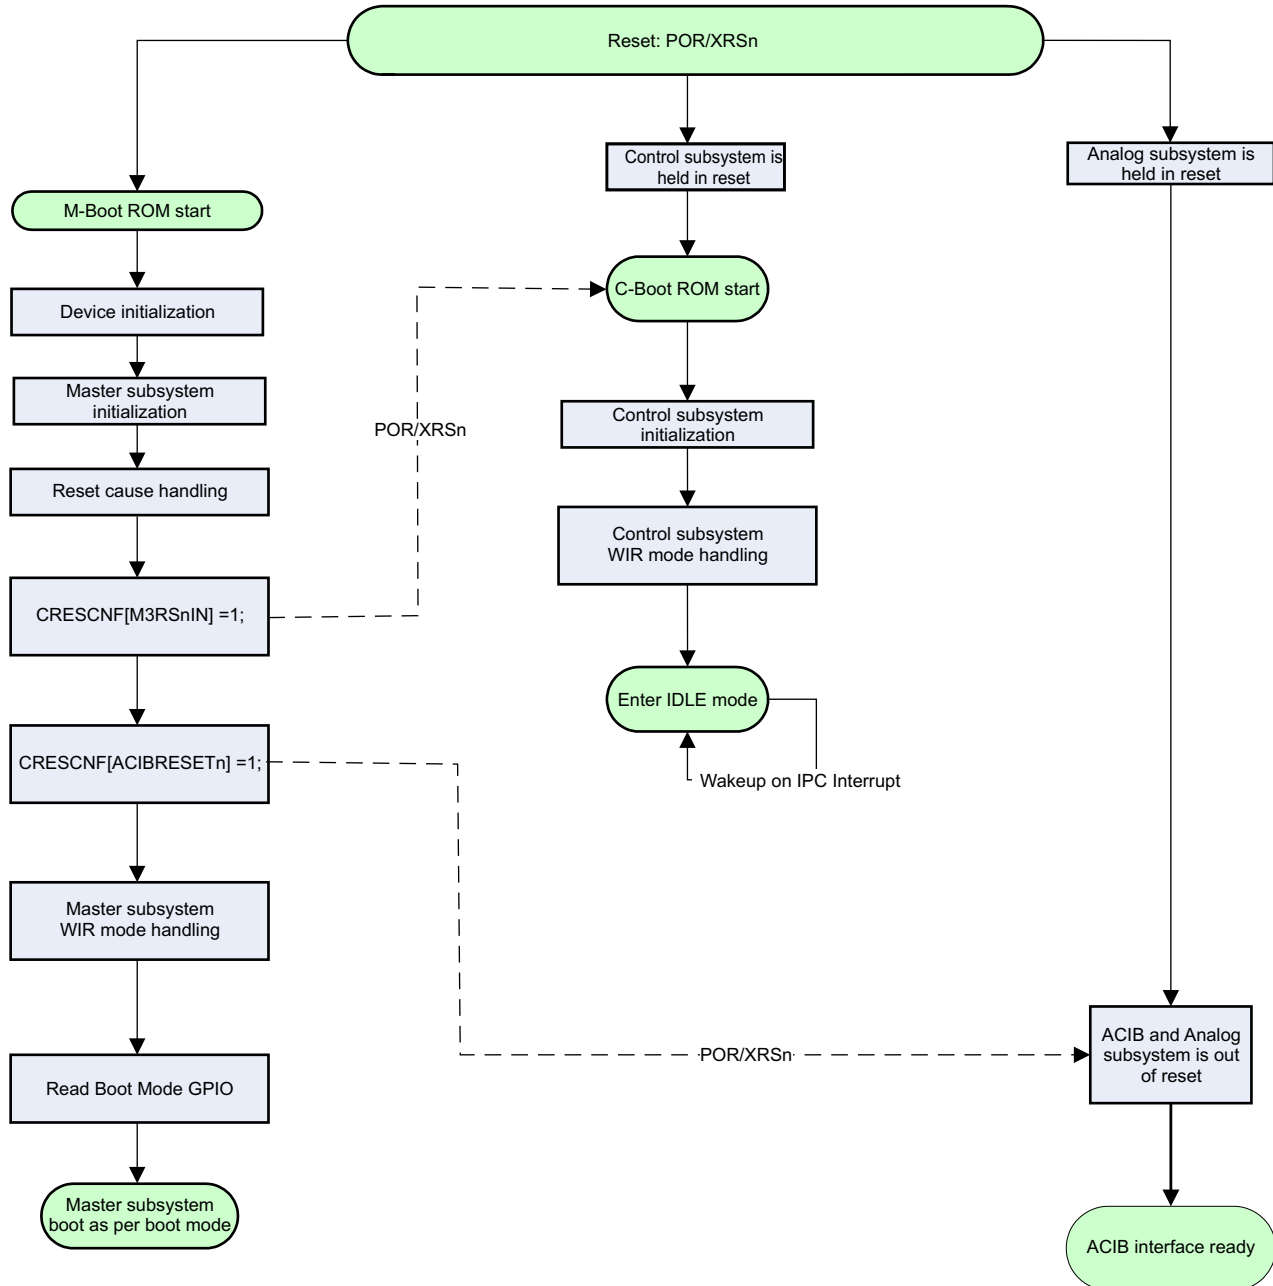 Reset: POR/XRSn
Control subsystem is
held in reset
Analog subsystem is
held in reset
M-Boot ROM start
C-Boot ROM start
Device initialization
Master subsystem
initialization
Control subsystem
initialization
POR/XRSn
Reset cause handling
Control subsystem
WIR mode handling
CRESCNF[M3RSnIN] =1;
Enter IDLE mode
CRESCNF[ACIBRESETn] =1;
Wakeup on IPC Interrupt
Master subsystem
WIR mode handling
POR/XRSn
ACIB and Analog
subsystem is out
of reset
Read Boot Mode GPIO
Master subsystem
boot as per boot mode
ACIB interface ready